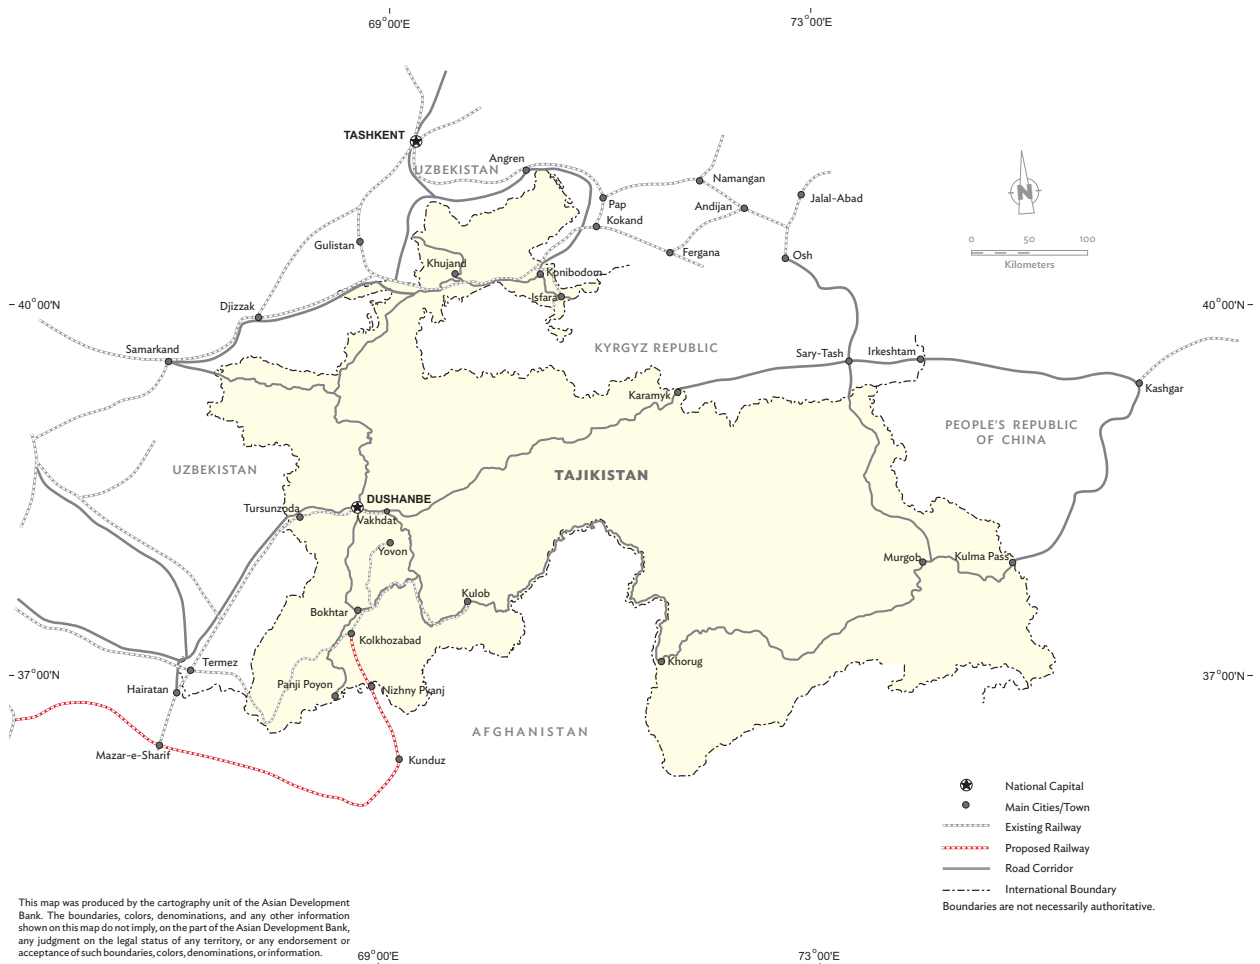 69°00'E
73°00'E
TASHKENT
UZBEKISTAN
Angren
Namangan
Pap
Jalal-Abad
Andijan
Kokand
N
Gulistan
Fergana
Osh
0 50 100
Kilometers
Khujand
Konibodom
Isfara
40°00'N
40°00'N
Djizzak
Samarkand
KYRGYZ REPUBLIC
Sary-Tash
Irkeshtam
Karamyk
Kashgar
PEOPLE'S REPUBLIC
OF CHINA
UZBEKISTAN
TAJIKISTAN
DUSHANBE
Tursunzoda
Vakhdat
Yovon
Murgob
Kulma Pass
Kulob
Bokhtar
Kolkhozabad
Termez
Khorug
37°00'N
37°00'N
Hairatan
Panji Poyon
Nizhny Pyanj
AFGHANISTAN
Mazar-e-Sharif
Kunduz
National Capital
Main Cities/Town
Existing Railway
Proposed Railway
Road Corridor
International Boundary
Boundaries are not necessarily authoritative.
This map was produced by the cartography unit of the Asian Development
Bank. The boundaries, colors, denominations, and any other information
shown on this map do not imply, on the part of the Asian Development Bank,
any judgment on the legal status of any territory, or any endorsement or
acceptance of such boundaries, colors, denominations, or information.
69°00'E
73°00'E